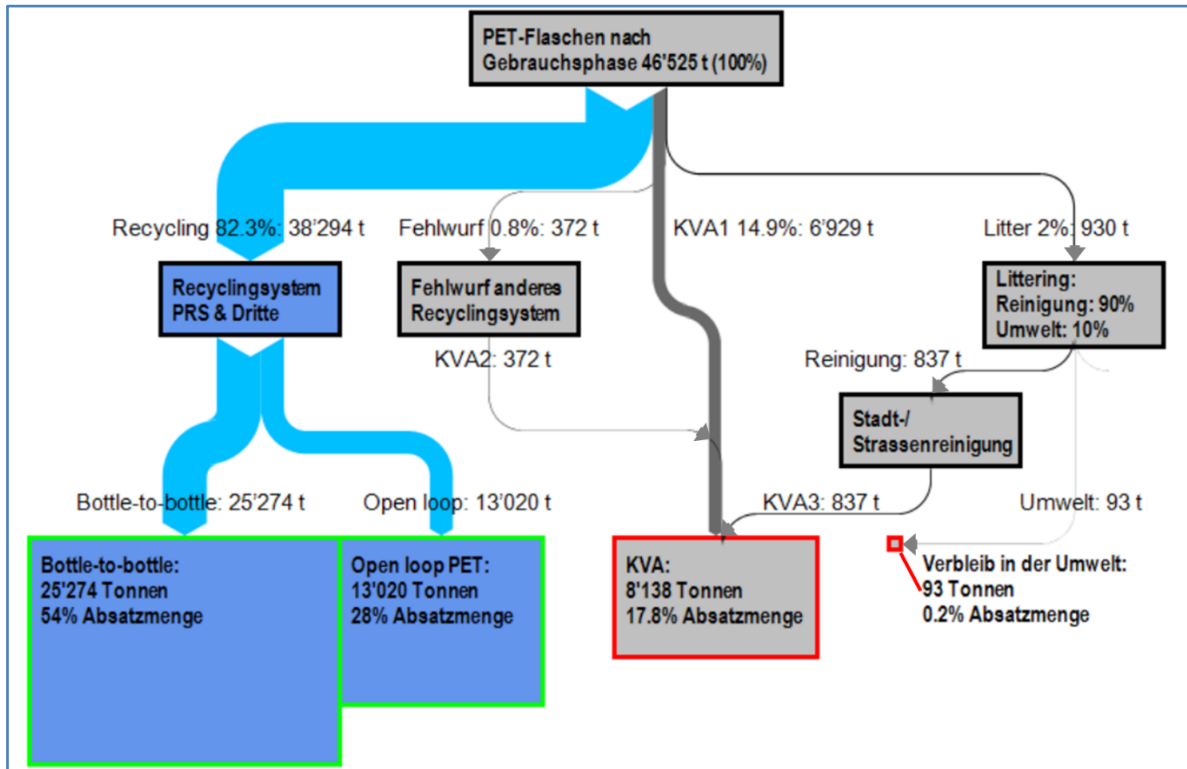 PET-Flaschen nach
Gebrauchsphase 46'525 t (100%)
Recycling 82.3%: 38’294 t
Fehlwurf 0.8%: 372 t
KVA1 14.9%: 6’929 t
Litter 2%: 930 t
Recyclingsystem
PRS & Dritte
Fehlwurf anderes
Recyclingsystem
Littering:
Reinigung: 90%
Umwelt: 10%
KVA2: 372 t
Reinigung: 837 t
Stadt-/
Strassenreinigung
Bottle-to-bottle: 25’274 t
Open loop: 13’020 t
KVA3: 837 t
Umwelt: 93 t
Bottle-to-bottle:
25'274 Tonnen
54% Absatzmenge
Open loop PET:
13'020 Tonnen
28% Absatzmenge
KVA:
8'138 Tonnen
17.8% Absatzmenge
Verbleib in der Umwelt:
93 Tonnen
0.2% Absatzmenge